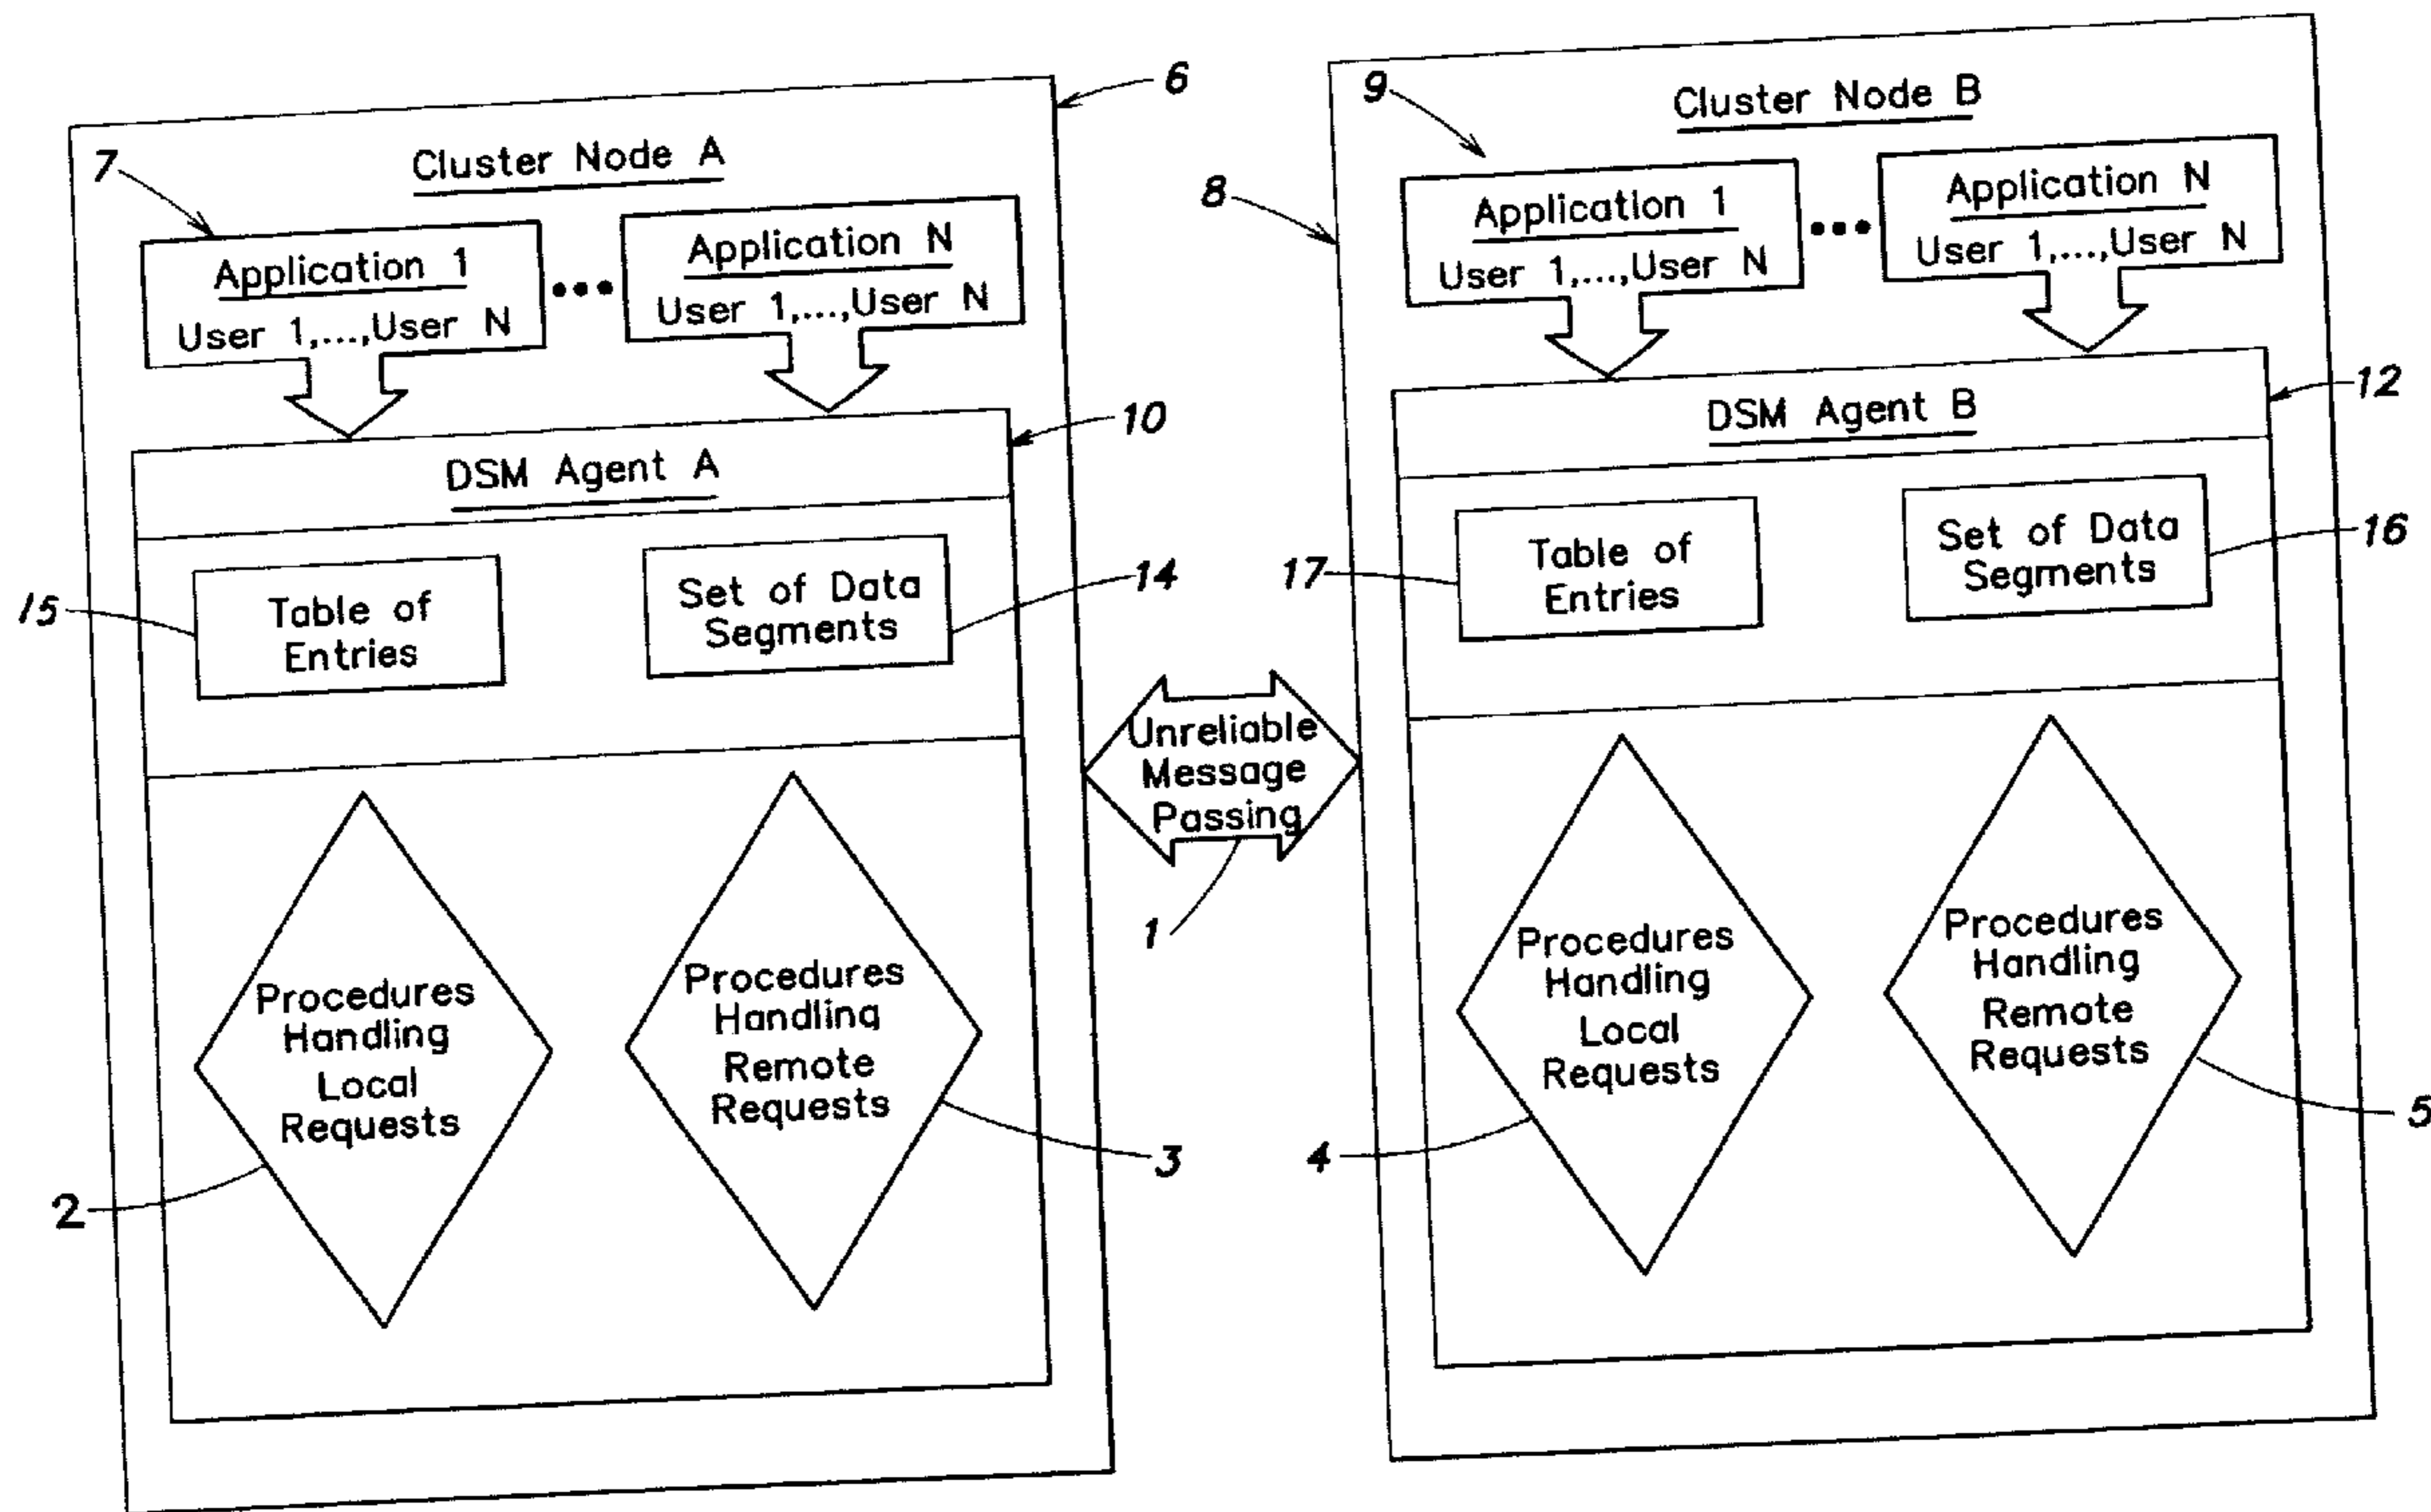 6
Cluster Node A
7
Application 1
User 1,...,User N
•••
Application N
User 1,...,User N
10
DSM Agent A
15
Table of
Entries
Set of Data
Segments
14
Procedures
Handling
Local
Requests
2
Procedures
Handling
Remote
Requests
3
Unreliable
Message
Passing
1
9
Cluster Node B
8
Application 1
User 1,...,User N
•••
Application N
User 1,...,User N
12
DSM Agent B
17
Table of
Entries
Set of Data
Segments
16
Procedures
Handling
Local
Requests
4
Procedures
Handling
Remote
Requests
5